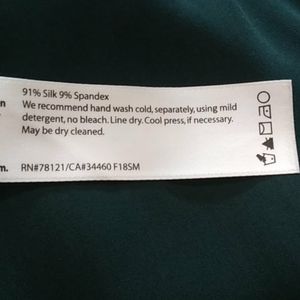 91% Silk 9% Spandex
We recommend hand wash cold, separately, using mild
detergent, no bleach. Line dry. Cool press, if necessary.
May be dry cleaned.
RN#78121/CA#34460 F18SM